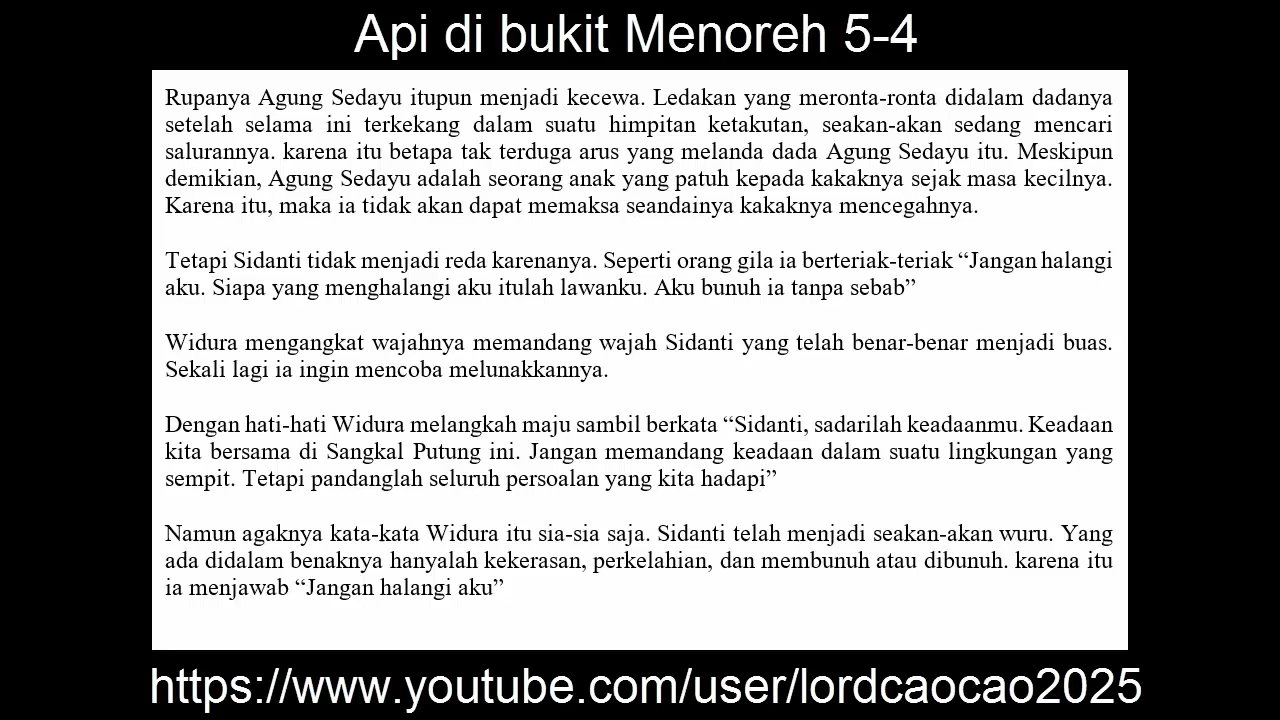 Api di bukit Menoreh 5-4
Rupanya Agung Sedayu itupun menjadi kecewa. Ledakan yang meronta-ronta didalam dadanya
setelah selama ini terkekang dalam suatu himpitan ketakutan, seakan-akan sedang mencari
salurannya. karena itu betapa tak terduga arus yang melanda dada Agung Sedayu itu. Meskipun
demikian, Agung Sedayu adalah seorang anak yang patuh kepada kakaknya sejak masa kecilnya.
Karena itu, maka ia tidak akan dapat memaksa seandainya kakaknya mencegahnya.
Tetapi Sidanti tidak menjadi reda karenanya. Seperti orang gila ia berteriak-teriak “Jangan halangi
aku. Siapa yang menghalangi aku itulah lawanku. Aku bunuh ia tanpa sebab”
Widura mengangkat wajahnya memandang wajah Sidanti yang telah benar-benar menjadi buas.
Sekali lagi ia ingin mencoba melunakkannya.
Dengan hati-hati Widura melangkah maju sambil berkata “Sidanti, sadarilah keadaanmu. Keadaan
kita bersama di Sangkal Putung ini. Jangan memandang keadaan dalam suatu lingkungan yang
sempit. Tetapi pandanglah seluruh persoalan yang kita hadapi”
Namun agaknya kata-kata Widura itu sia-sia saja. Sidanti telah menjadi seakan-akan wuru. Yang
ada didalam benaknya hanyalah kekerasan, perkelahian, dan membunuh atau dibunuh. karena itu
ia menjawab “Jangan halangi aku”
https://www.youtube.com/user/lordcaocao2025